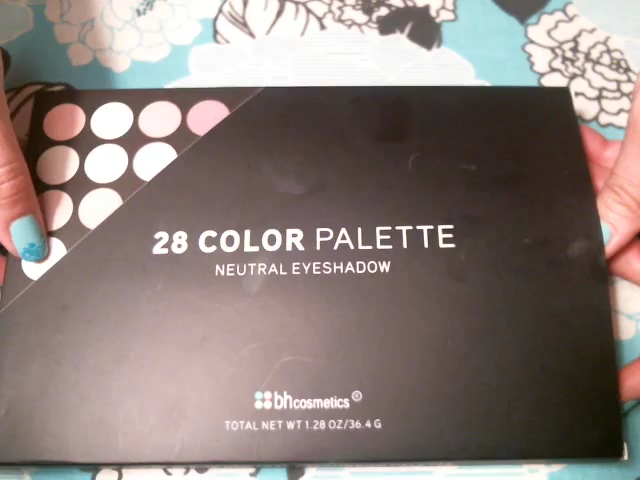 28 COLOR PALETTE
NEUTRAL EYESHADOW
bhcosmetics®
TOTAL NET WT 1.28 OZ/36.4 G